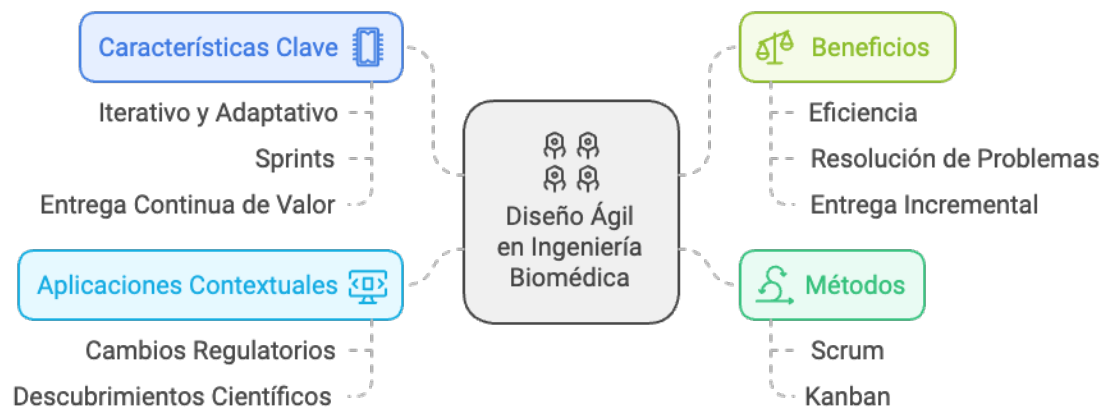 Características Clave
Iterativo y Adaptativo
Sprints
Entrega Continua de Valor
Aplicaciones Contextuales
Cambios Regulatorios
Descubrimientos Científicos
Diseño Ágil
en Ingeniería
Biomédica
Beneficios
Eficiencia
Resolución de Problemas
Entrega Incremental
Métodos
Scrum
Kanban